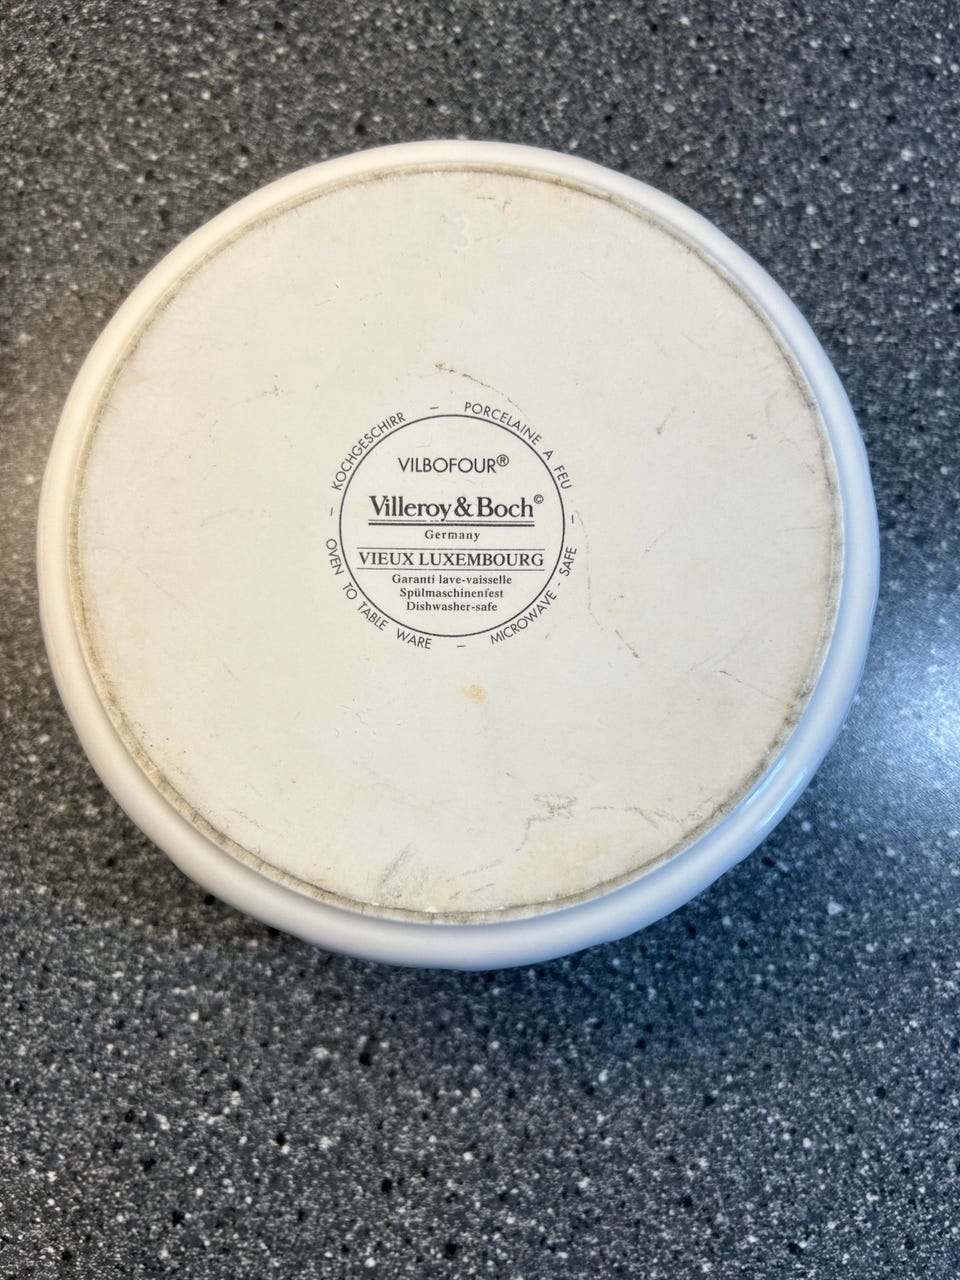 3
KOCHGESCHIRR – PORCELAINE A FEU – MICROWAVE - SAFE – OVEN TO TABLE WARE –
VILBOFOUR®
Villeroy & Boch©
Germany
VIEUX LUXEMBOURG
Garanti lave-vaisselle
Spülmaschinenfest
Dishwasher-safe